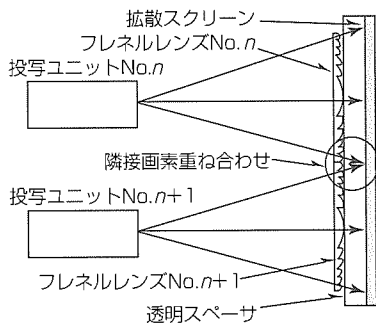 拡散スクリーン
フレネルレンズNo.n
投写ユニットNo.n
隣接画素重ね合わせ
投写ユニットNo.n+1
フレネルレンズNo.n+1
透明スペーサ